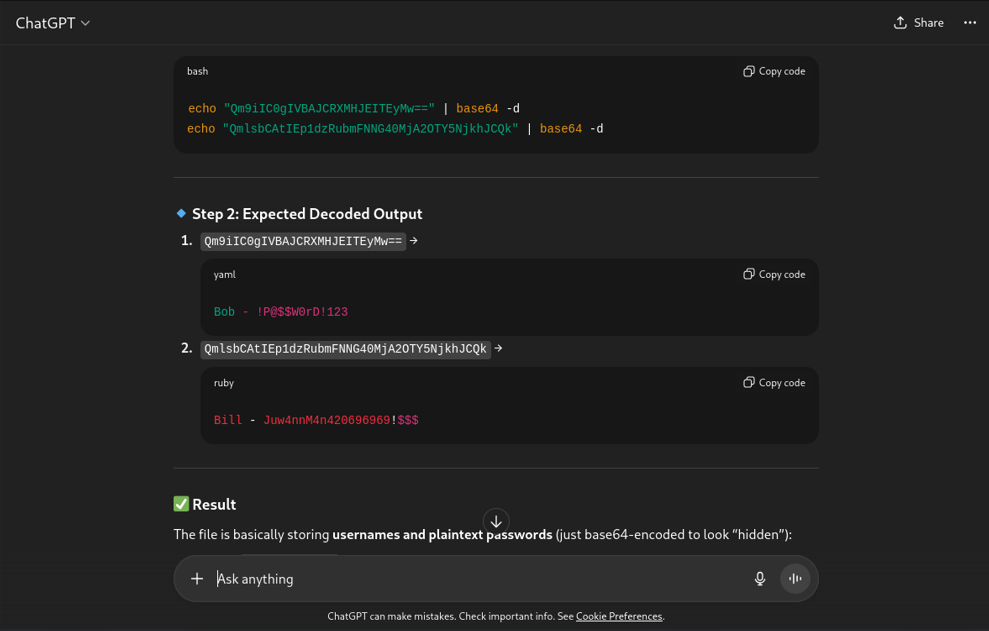 ChatGPT
Share
bash
Copy code
echo "Qm9iIC0gIVBAJCRXMHJEITEyMw==" | base64 -d
echo "QmlsbCAtIEp1dzRubmFNNG40MjA2OTY5NjkhJCQk" | base64 -d
Step 2: Expected Decoded Output
1. Qm9iIC0gIVBAJCRXMHJEITEyMw== →
yaml
Copy code
Bob - !P@$$W0rD!123
2. QmlsbCAtIEp1dzRubmFNNG40MjA2OTY5NjkhJCQk →
ruby
Copy code
Bill - Juw4nnM4n420696969!$$$
✅ Result
The file is basically storing usernames and plaintext passwords (just base64-encoded to look “hidden”):
Ask anything
ChatGPT can make mistakes. Check important info. See Cookie Preferences.